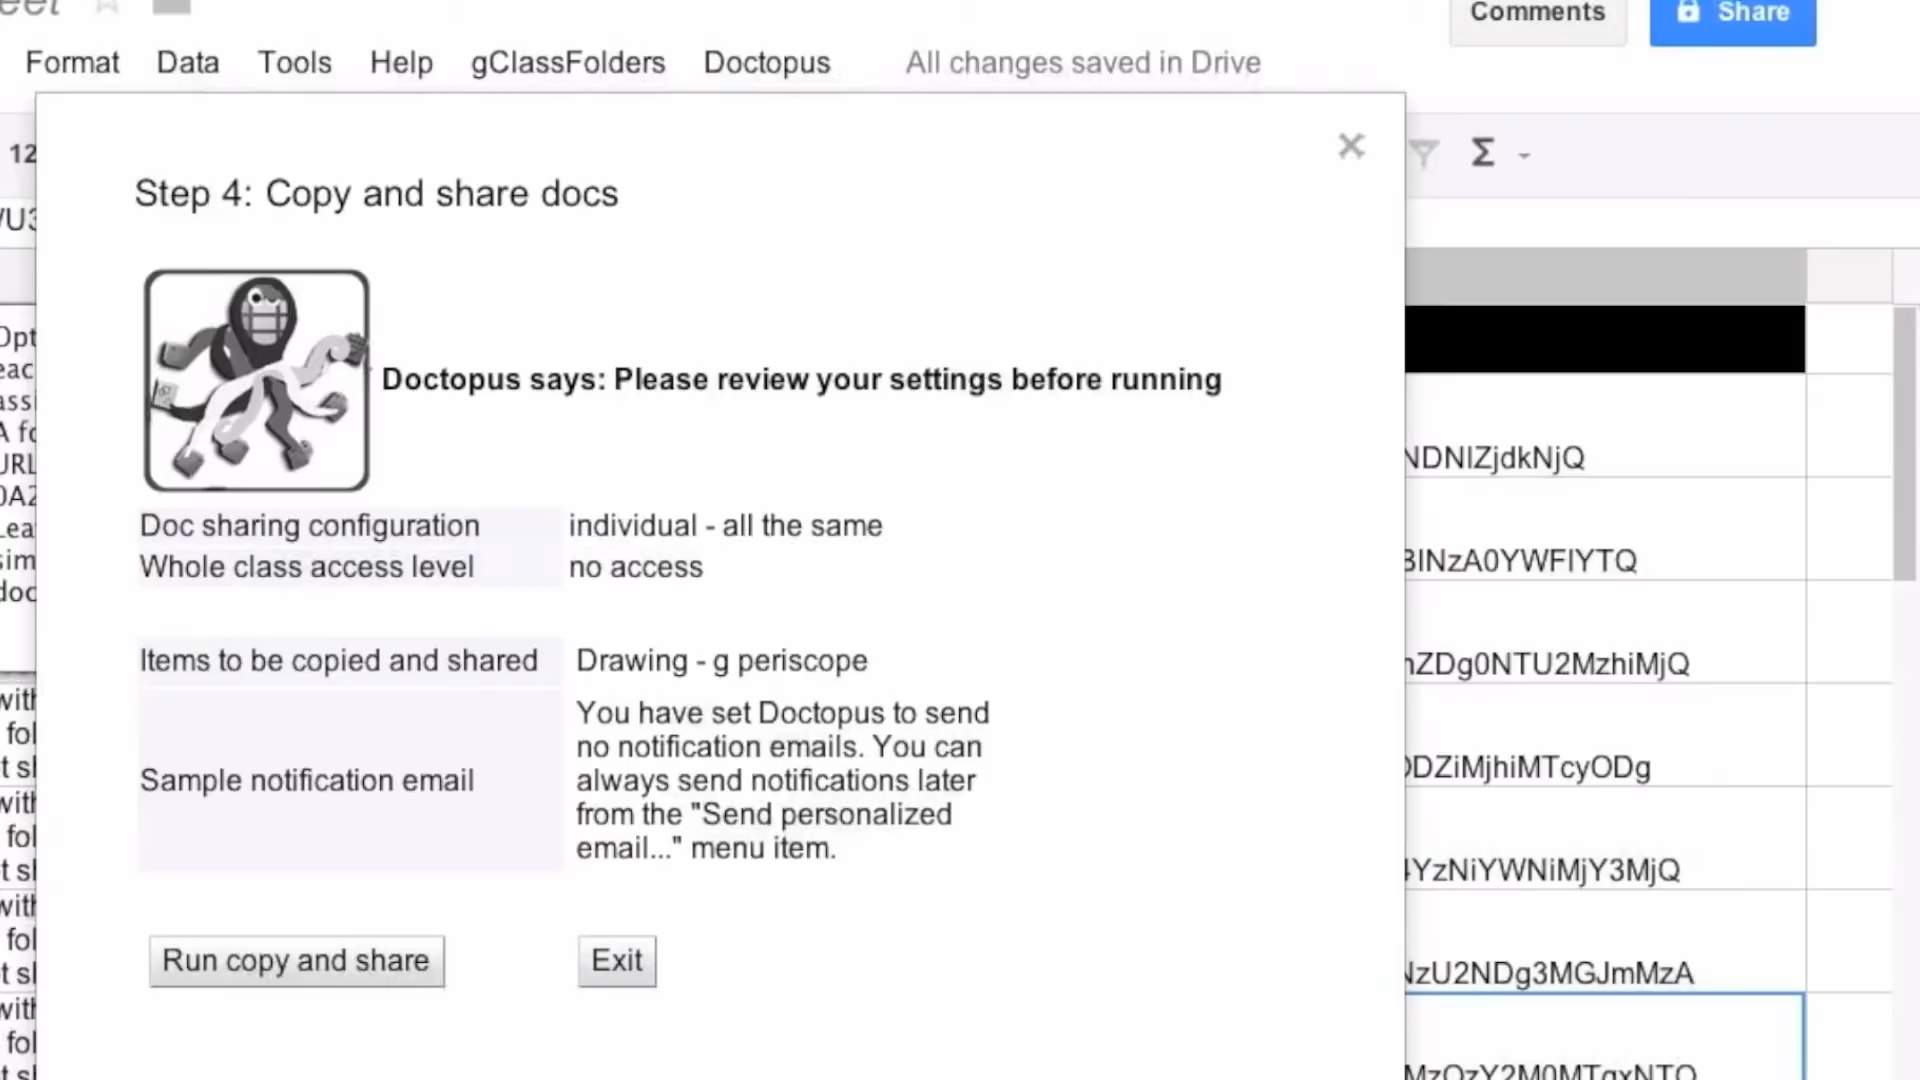 Comments
Share
Format Data Tools Help gClassFolders Doctopus All changes saved in Drive
12
Step 4: Copy and share docs
Doctopus says: Please review your settings before running
Doc sharing configuration individual - all the same
Whole class access level no access
Items to be copied and shared Drawing - g periscope
Sample notification email
You have set Doctopus to send
no notification emails. You can
always send notifications later
from the "Send personalized
email..." menu item.
Run copy and share Exit
NDNlZjdkNjQ
BlNzA0YWFlYTQ
ZDg0NTU2MzhiMjQ
DZiMjhiMTcyODg
YzNiYWNiMjY3MjQ
NzU2NDg3MGJmMzA